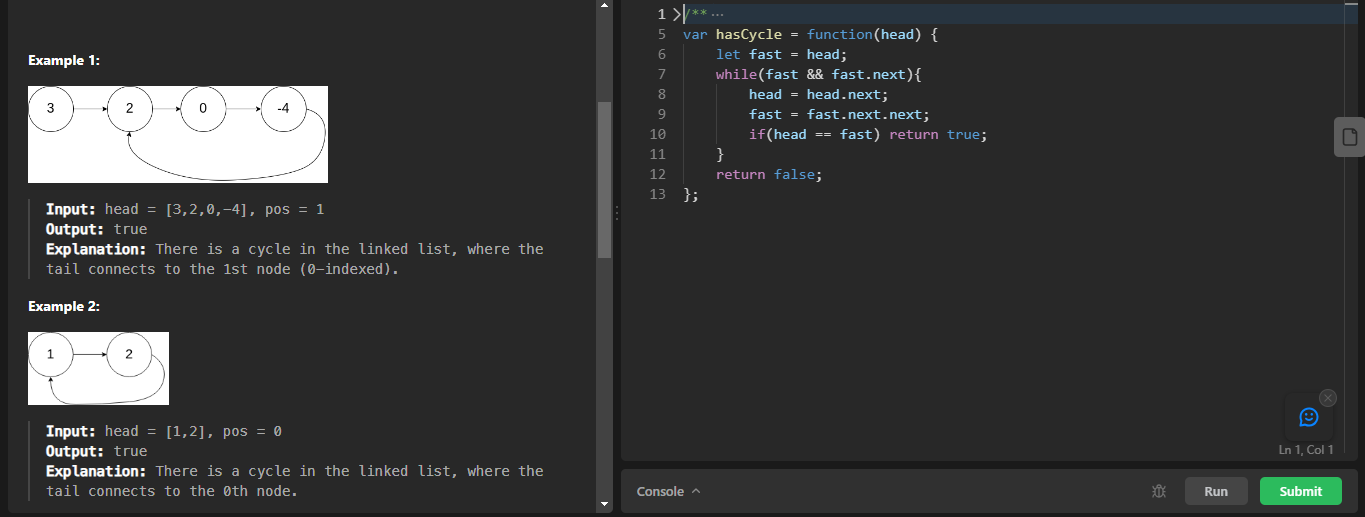 Example 1:
3 2 0 -4
Input: head = [3,2,0,-4], pos = 1
Output: true
Explanation: There is a cycle in the linked list, where the
tail connects to the 1st node (0-indexed).
Example 2:
1 2
Input: head = [1,2], pos = 0
Output: true
Explanation: There is a cycle in the linked list, where the
tail connects to the 0th node.
1 /** ···
5 var hasCycle = function(head) {
6     let fast = head;
7     while(fast && fast.next){
8         head = head.next;
9         fast = fast.next.next;
10         if(head == fast) return true;
11     }
12     return false;
13 };
Ln 1, Col 1
Console
Run
Submit